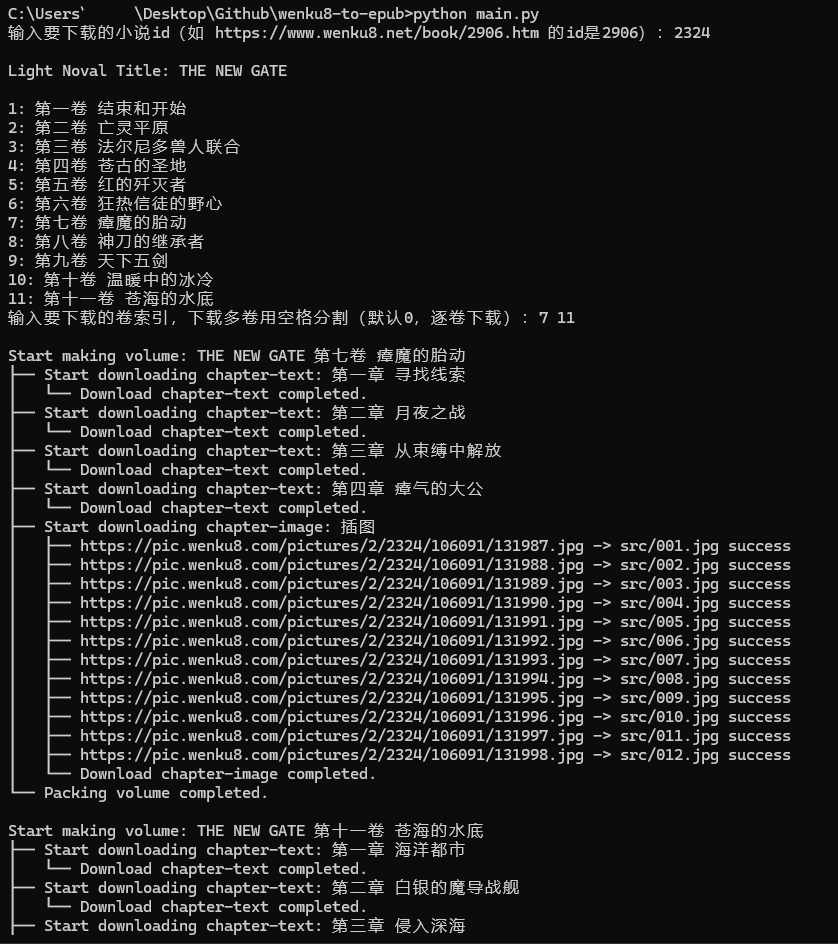 C:\Users\ \Desktop\Github\wenku8-to-epub>python main.py
输入要下载的小说id（如 https://www.wenku8.net/book/2906.htm 的id是2906）：2324
Light Noval Title: THE NEW GATE
1: 第一卷 结束和开始
2: 第二卷 亡灵平原
3: 第三卷 法尔尼多兽人联合
4: 第四卷 苍古的圣地
5: 第五卷 红的歼灭者
6: 第六卷 狂热信徒的野心
7: 第七卷 瘴魔的胎动
8: 第八卷 神刀的继承者
9: 第九卷 天下五剑
10: 第十卷 温暖中的冰冷
11: 第十一卷 苍海的水底
输入要下载的卷索引，下载多卷用空格分割（默认0，逐卷下载）：7 11
Start making volume: THE NEW GATE 第七卷 瘴魔的胎动
├── Start downloading chapter-text: 第一章 寻找线索
│   └── Download chapter-text completed.
├── Start downloading chapter-text: 第二章 月夜之战
│   └── Download chapter-text completed.
├── Start downloading chapter-text: 第三章 从束缚中解放
│   └── Download chapter-text completed.
├── Start downloading chapter-text: 第四章 瘴气的大公
│   └── Download chapter-text completed.
├── Start downloading chapter-image: 插图
│   ├── https://pic.wenku8.com/pictures/2/2324/106091/131987.jpg -> src/001.jpg success
│   ├── https://pic.wenku8.com/pictures/2/2324/106091/131988.jpg -> src/002.jpg success
│   ├── https://pic.wenku8.com/pictures/2/2324/106091/131989.jpg -> src/003.jpg success
│   ├── https://pic.wenku8.com/pictures/2/2324/106091/131990.jpg -> src/004.jpg success
│   ├── https://pic.wenku8.com/pictures/2/2324/106091/131991.jpg -> src/005.jpg success
│   ├── https://pic.wenku8.com/pictures/2/2324/106091/131992.jpg -> src/006.jpg success
│   ├── https://pic.wenku8.com/pictures/2/2324/106091/131993.jpg -> src/007.jpg success
│   ├── https://pic.wenku8.com/pictures/2/2324/106091/131994.jpg -> src/008.jpg success
│   ├── https://pic.wenku8.com/pictures/2/2324/106091/131995.jpg -> src/009.jpg success
│   ├── https://pic.wenku8.com/pictures/2/2324/106091/131996.jpg -> src/010.jpg success
│   ├── https://pic.wenku8.com/pictures/2/2324/106091/131997.jpg -> src/011.jpg success
│   ├── https://pic.wenku8.com/pictures/2/2324/106091/131998.jpg -> src/012.jpg success
│   └── Download chapter-image completed.
└── Packing volume completed.
Start making volume: THE NEW GATE 第十一卷 苍海的水底
├── Start downloading chapter-text: 第一章 海洋都市
│   └── Download chapter-text completed.
├── Start downloading chapter-text: 第二章 白银的魔导战舰
│   └── Download chapter-text completed.
├── Start downloading chapter-text: 第三章 侵入深海